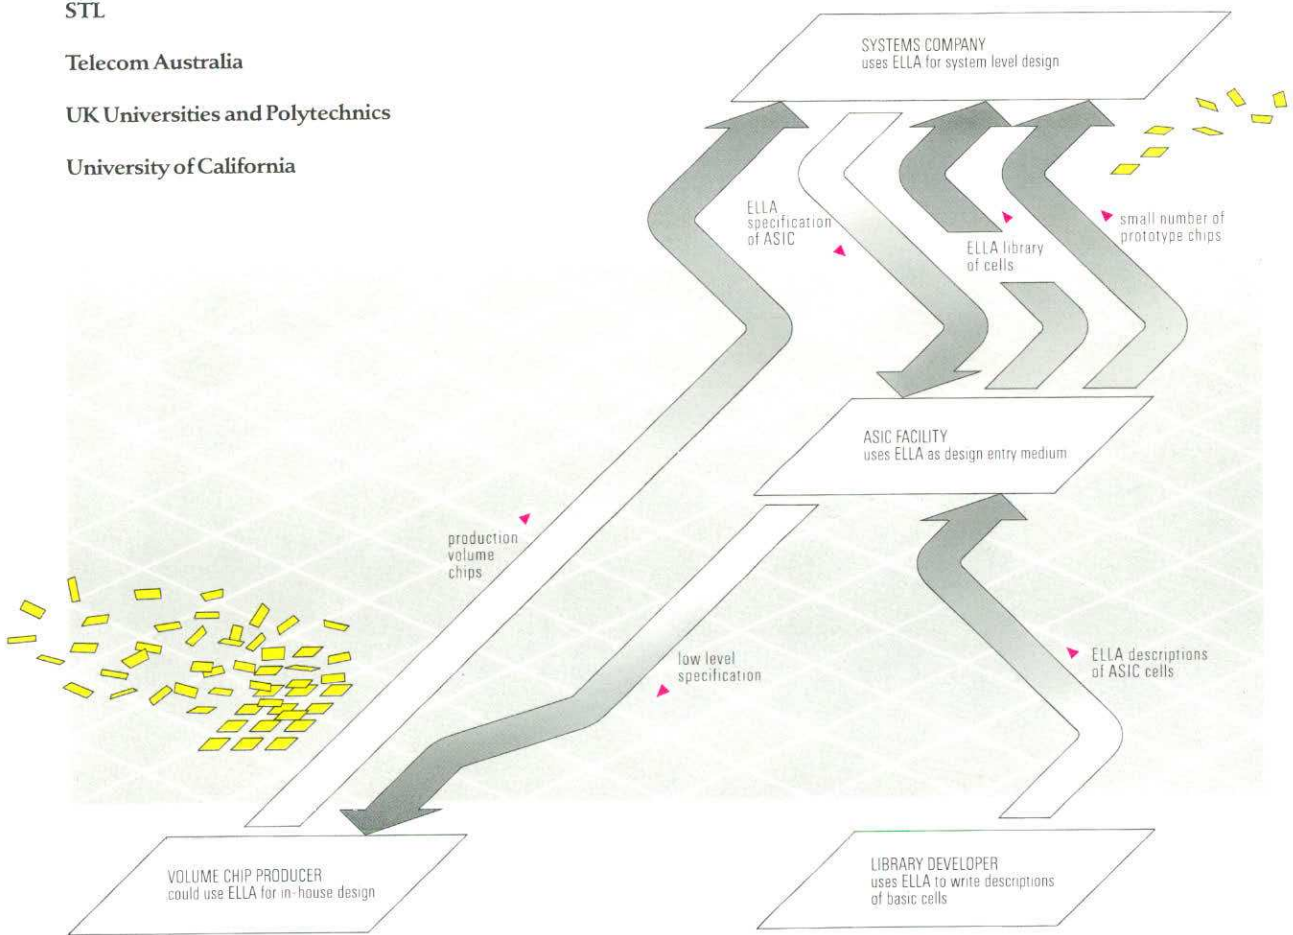 STL
Telecom Australia
UK Universities and Polytechnics
University of California
SYSTEMS COMPANY
uses ELLA for system level design
ELLA
specification
of ASIC
ELLA library
of cells
small number of
prototype chips
ASIC FACILITY
uses ELLA as design entry medium
production
volume
chips
low level
specification
ELLA descriptions
of ASIC cells
VOLUME CHIP PRODUCER
could use ELLA for in-house design
LIBRARY DEVELOPER
uses ELLA to write descriptions
of basic cells